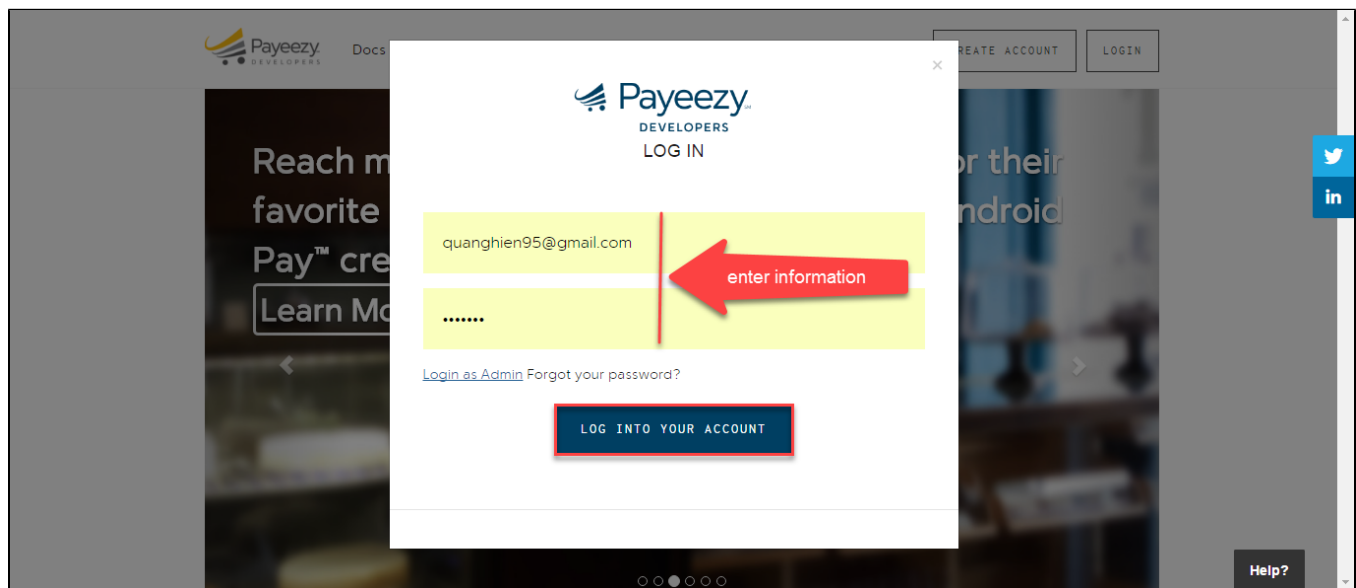 Payeezy
DEVELOPERS
Docs
REATE ACCOUNT
LOGIN
×
Payeezy
DEVELOPERS
LOG IN
Reach m
or their
favorite
ndroid
Pay™ cre
Learn Mo
quanghien95@gmail.com
enter information
•••••••
Login as Admin Forgot your password?
LOG INTO YOUR ACCOUNT
in
Help?